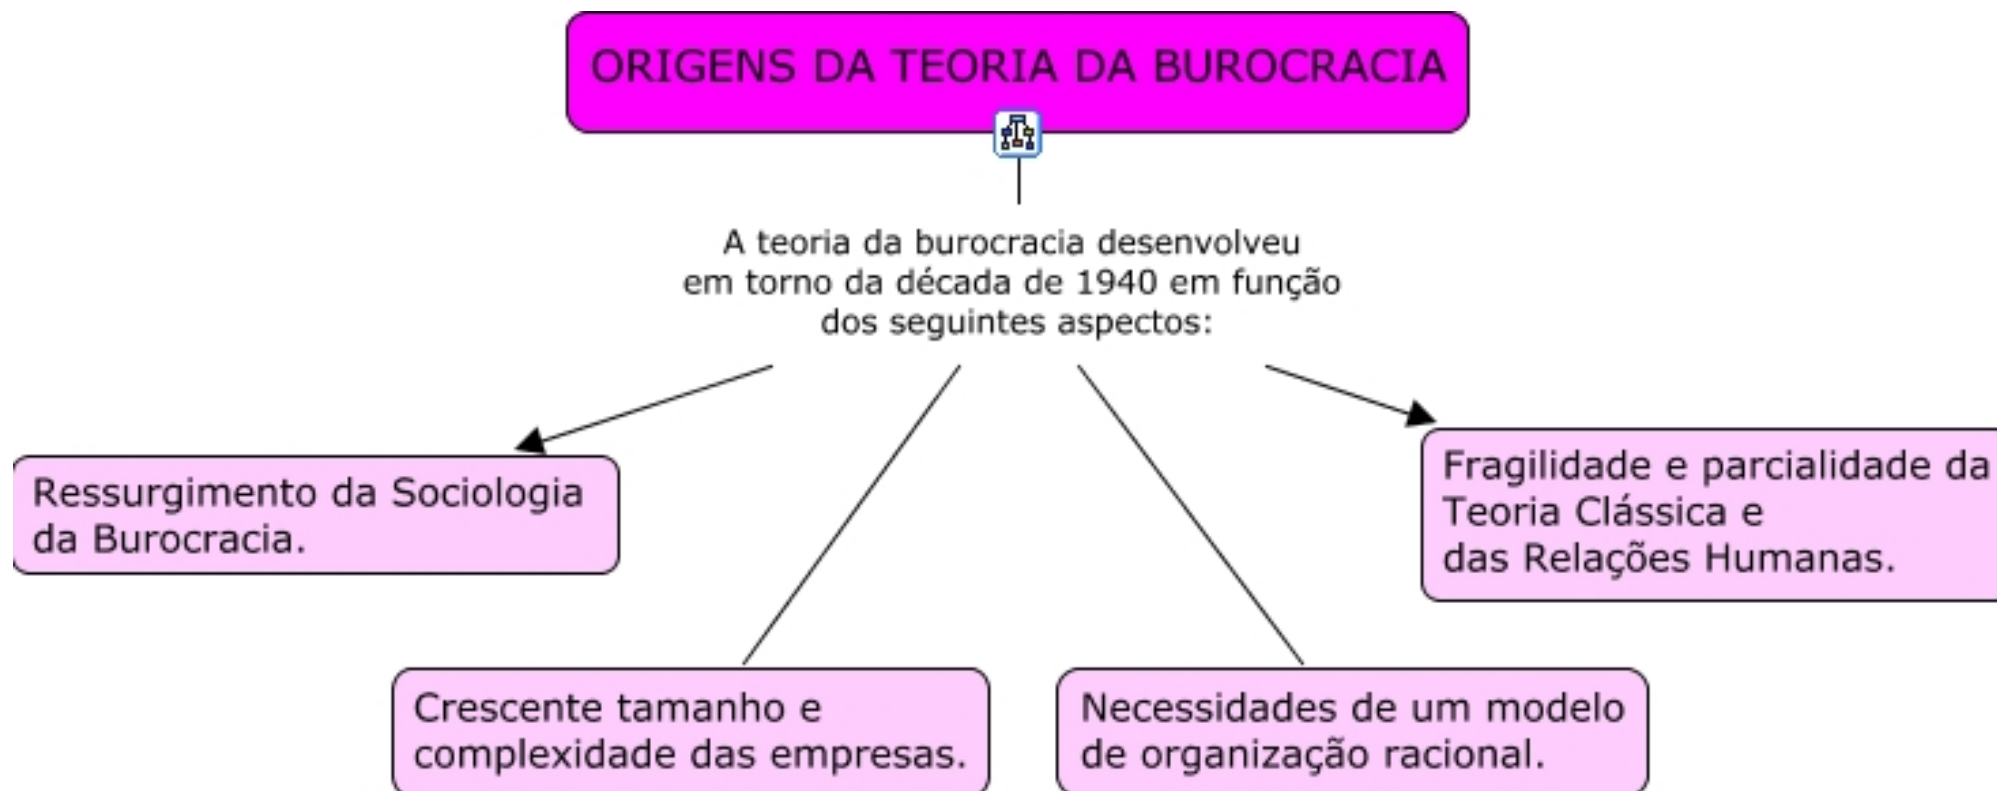 ORIGENS DA TEORIA DA BUROCRACIA
A teoria da burocracia desenvolveu
em torno da década de 1940 em função
dos seguintes aspectos:
Ressurgimento da Sociologia
da Burocracia.
Crescente tamanho e
complexidade das empresas.
Necessidades de um modelo
de organização racional.
Fragilidade e parcialidade da
Teoria Clássica e
das Relações Humanas.